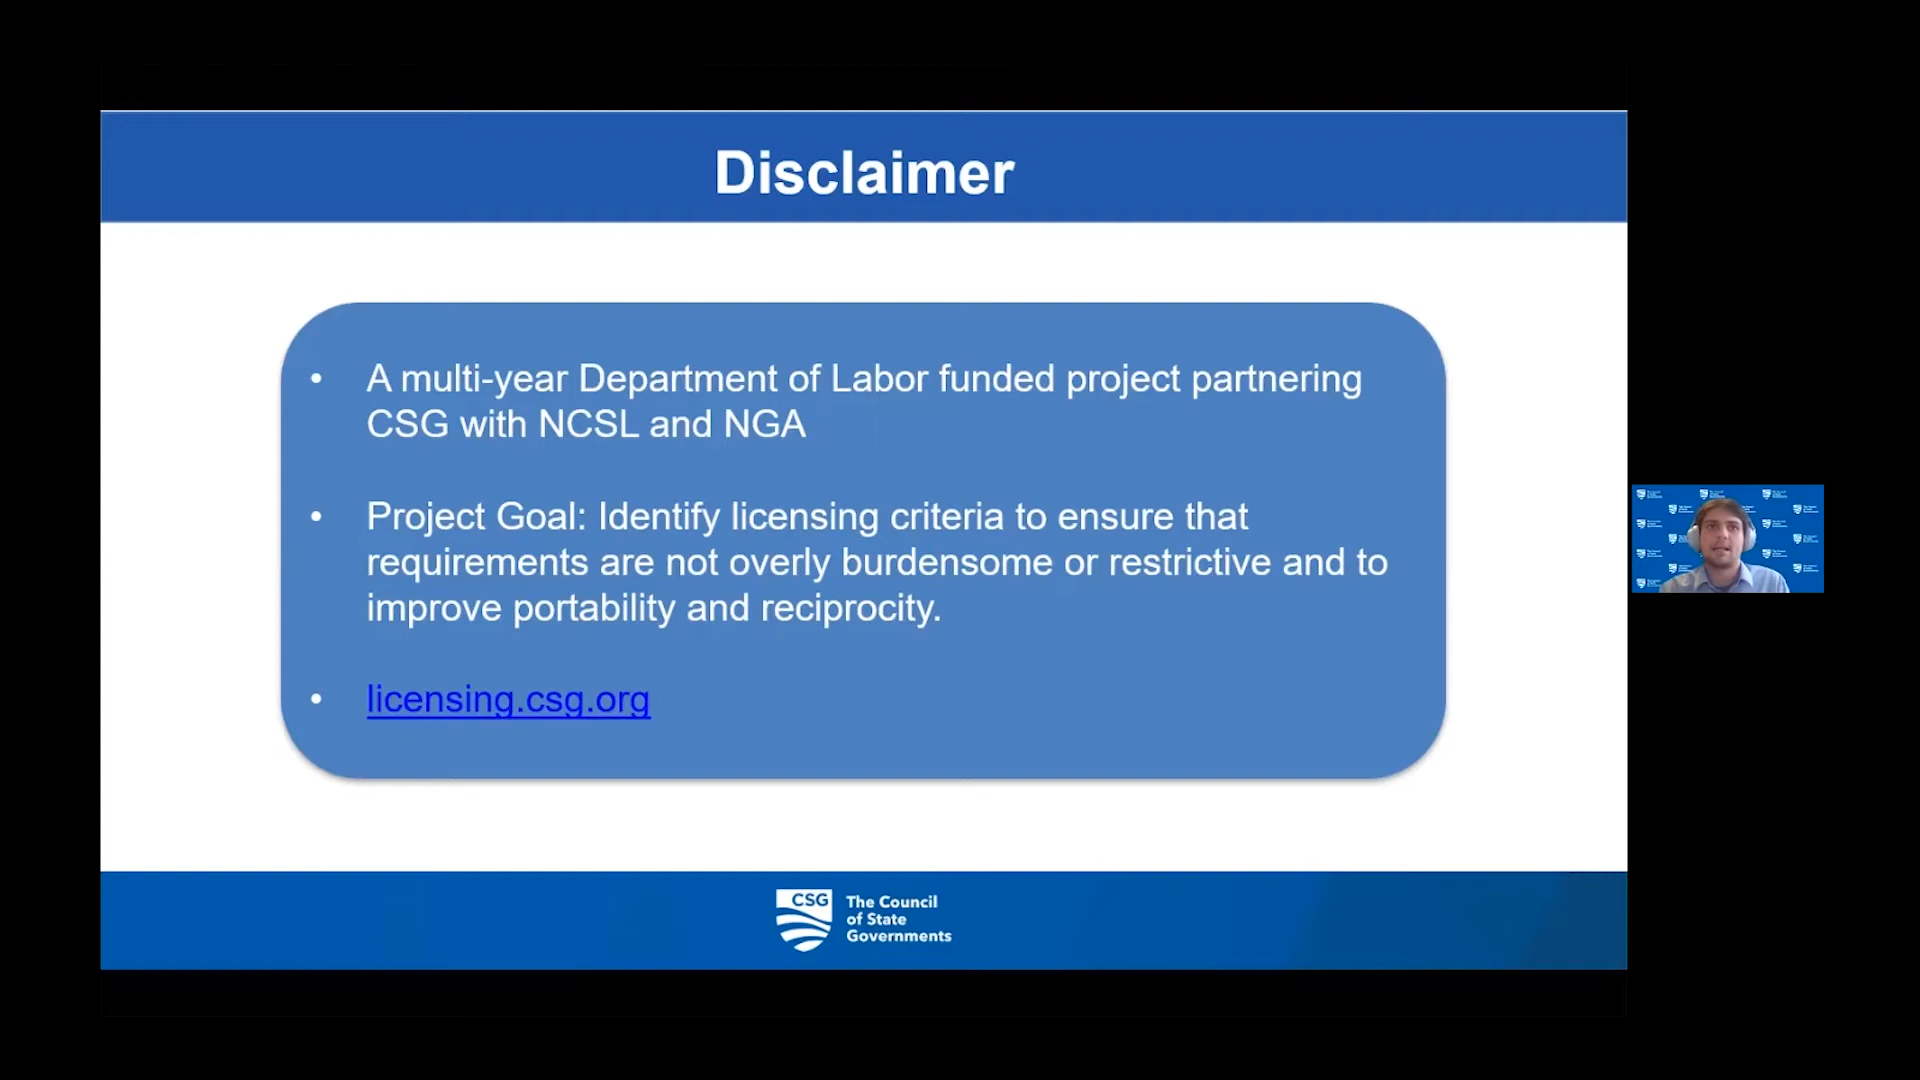 Disclaimer
• A multi-year Department of Labor funded project partnering
CSG with NCSL and NGA
• Project Goal: Identify licensing criteria to ensure that
requirements are not overly burdensome or restrictive and to
improve portability and reciprocity.
• licensing.csg.org
CSG
The Council
of State
Governments